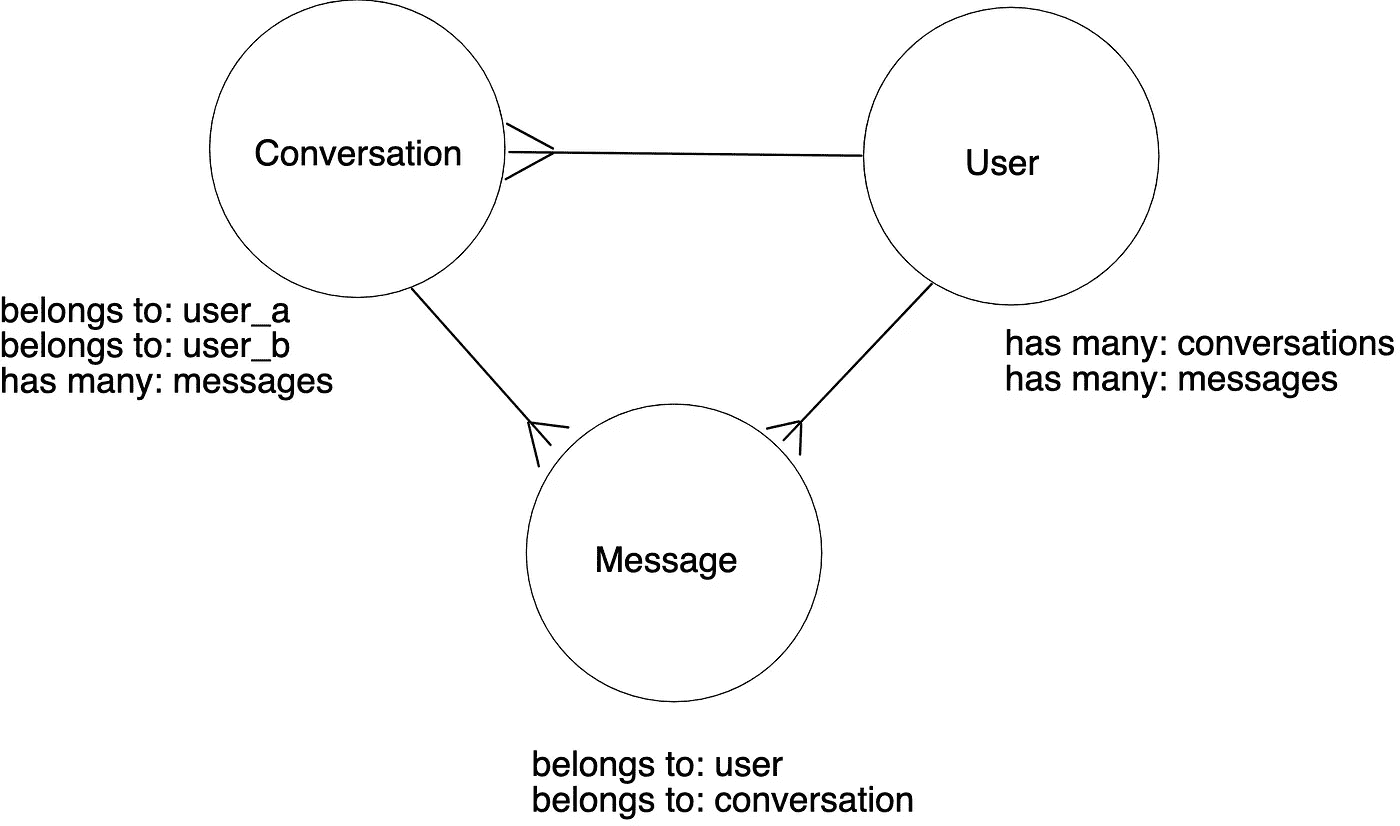 Conversation
User
belongs to: user_a
belongs to: user_b
has many: messages
has many: conversations
has many: messages
Message
belongs to: user
belongs to: conversation